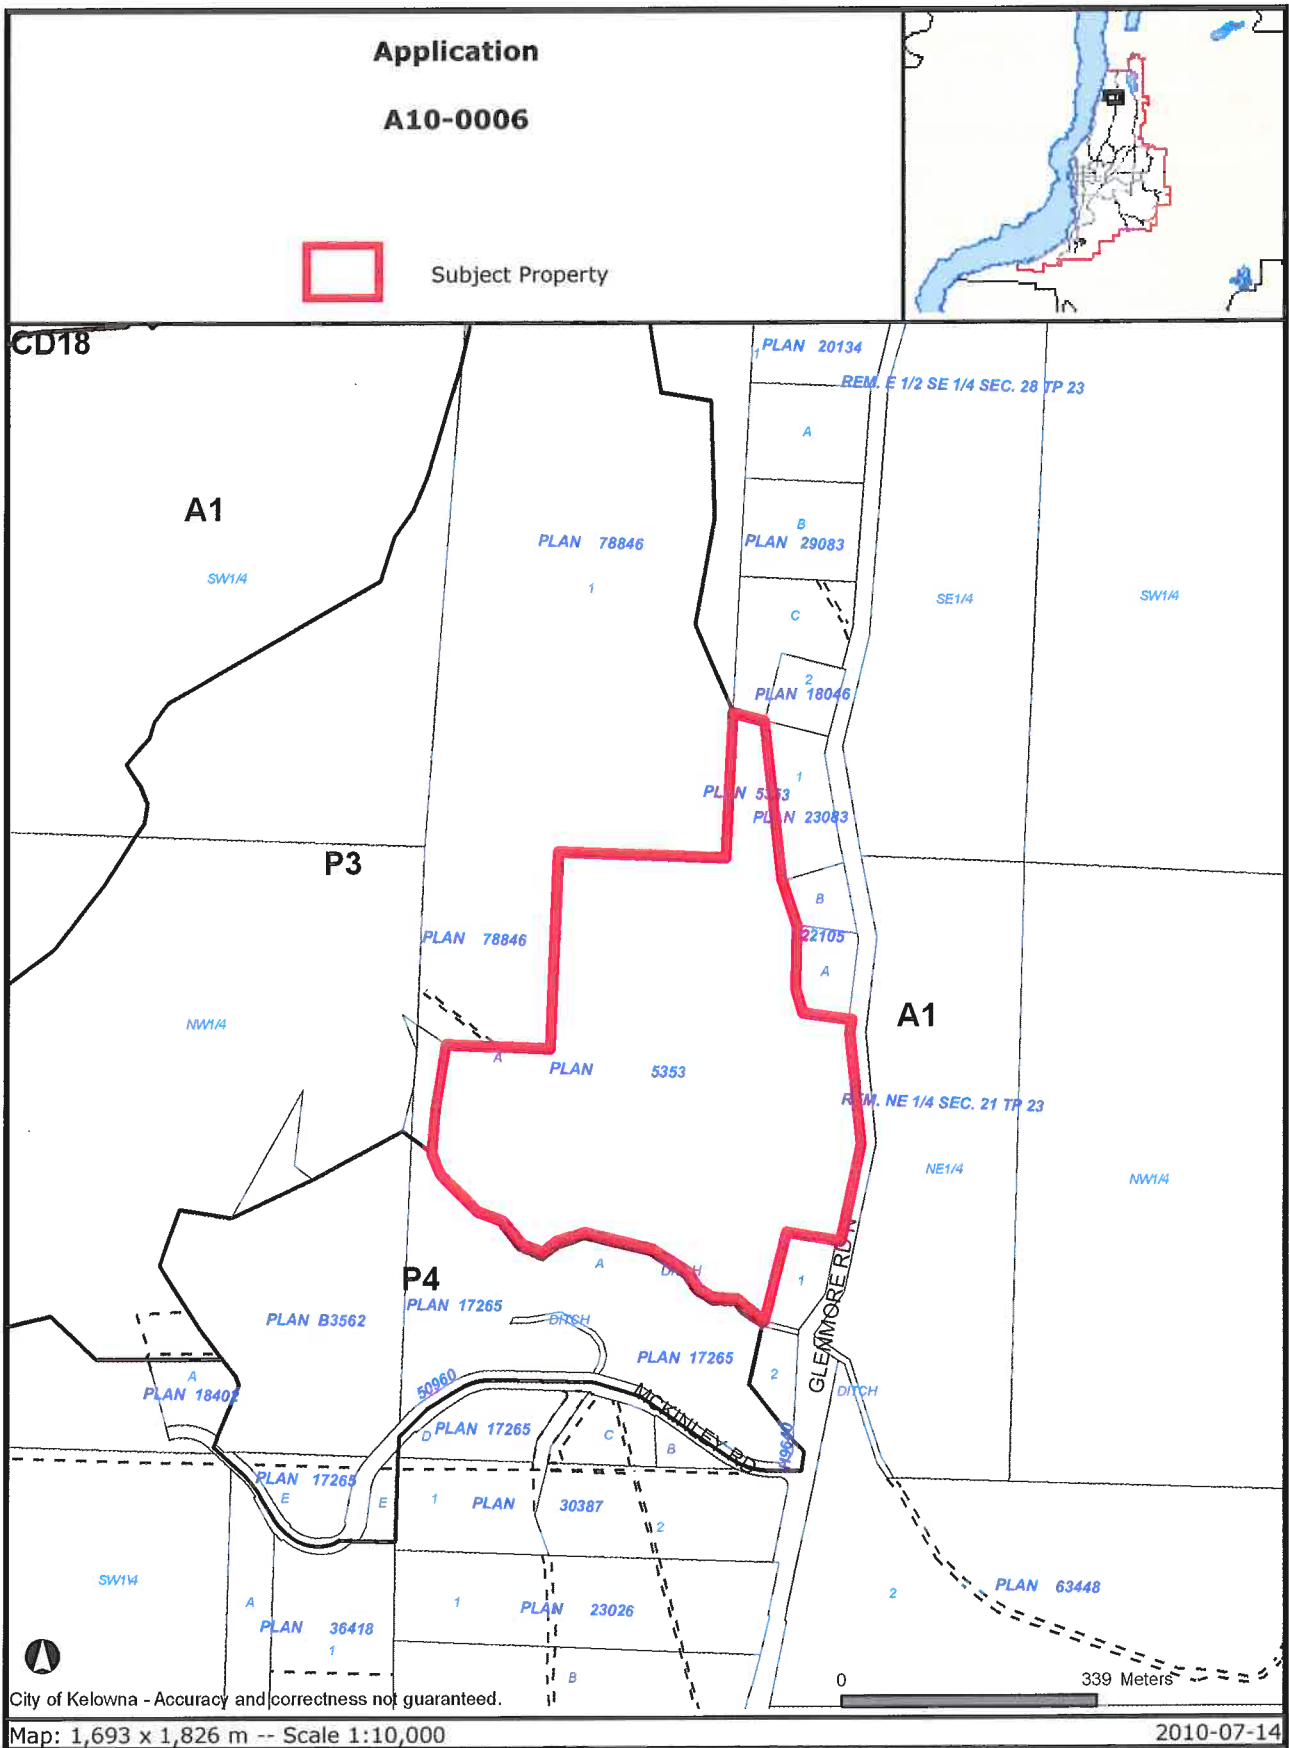 Application
A10-0006
Subject Property
CD18
PLAN 20134
1
REM. E 1/2 SE 1/4 SEC. 28 TP 23
A
A1
B
PLAN 78846
PLAN 29083
SW1/4
1
SE1/4
SW1/4
C
2
PLAN 18046
1
PLAN 5353
PLAN 23083
P3
B
PLAN 78846
22105
A
A1
NW1/4
A
PLAN 5353
REM. NE 1/4 SEC. 21 TP 23
NE1/4
NW1/4
GLENMORE RD N
A
DITCH
1
P4
PLAN 17265
PLAN B3562
DITCH
PLAN 17265
2
A
PLAN 18402
50960
MCKINLEY RD
DITCH
D
PLAN 17265
C
B
H9640
PLAN 17265
E
E
1
PLAN 30387
2
SW1\4
PLAN 63448
2
A
1
PLAN 23026
PLAN 36418
1
B
0
339 Meters
City of Kelowna - Accuracy and correctness not guaranteed.
Map: 1,693 x 1,826 m -- Scale 1:10,000
2010-07-14